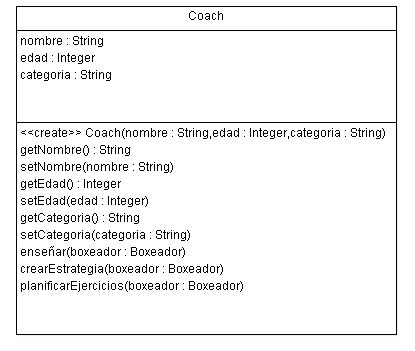 Coach
nombre : String
edad : Integer
categoria : String
<<create>> Coach(nombre : String,edad : Integer,categoria : String)
getNombre() : String
setNombre(nombre : String)
getEdad() : Integer
setEdad(edad : Integer)
getCategoria() : String
setCategoria(categoria : String)
enseñar(boxeador : Boxeador)
crearEstrategia(boxeador : Boxeador)
planificarEjercicios(boxeador : Boxeador)